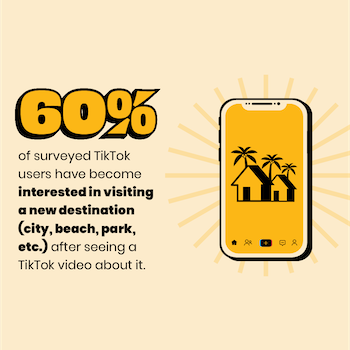 60%
of surveyed TikTok
users have become
interested in visiting
a new destination
(city, beach, park,
etc.) after seeing a
TikTok video about it.